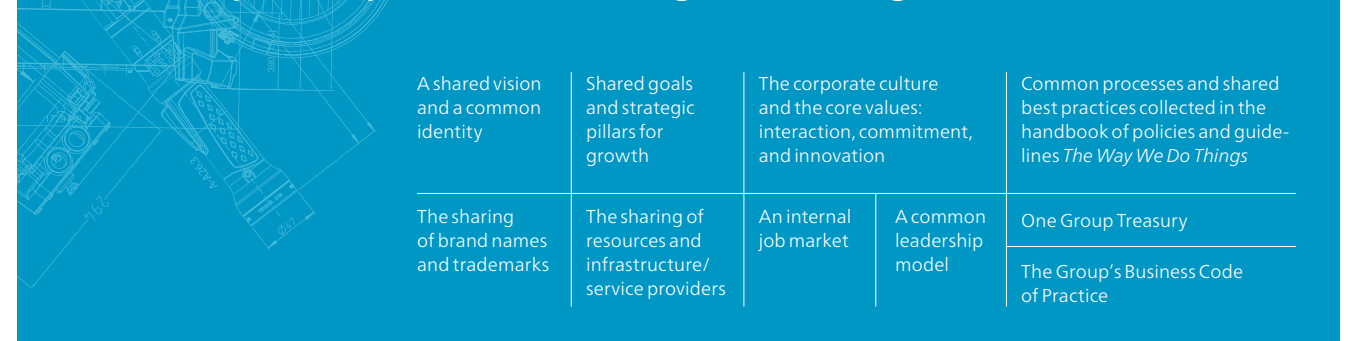 A shared vision
and a common
identity
Shared goals
and strategic
pillars for
growth
The corporate culture
and the core values:
interaction, commitment,
and innovation
Common processes and shared
best practices collected in the
handbook of policies and guide-
lines The Way We Do Things
The sharing
of brand names
and trademarks
The sharing of
resources and
infrastructure/
service providers
An internal
job market
A common
leadership
model
One Group Treasury
The Group's Business Code
of Practice
A-A263
Φ47